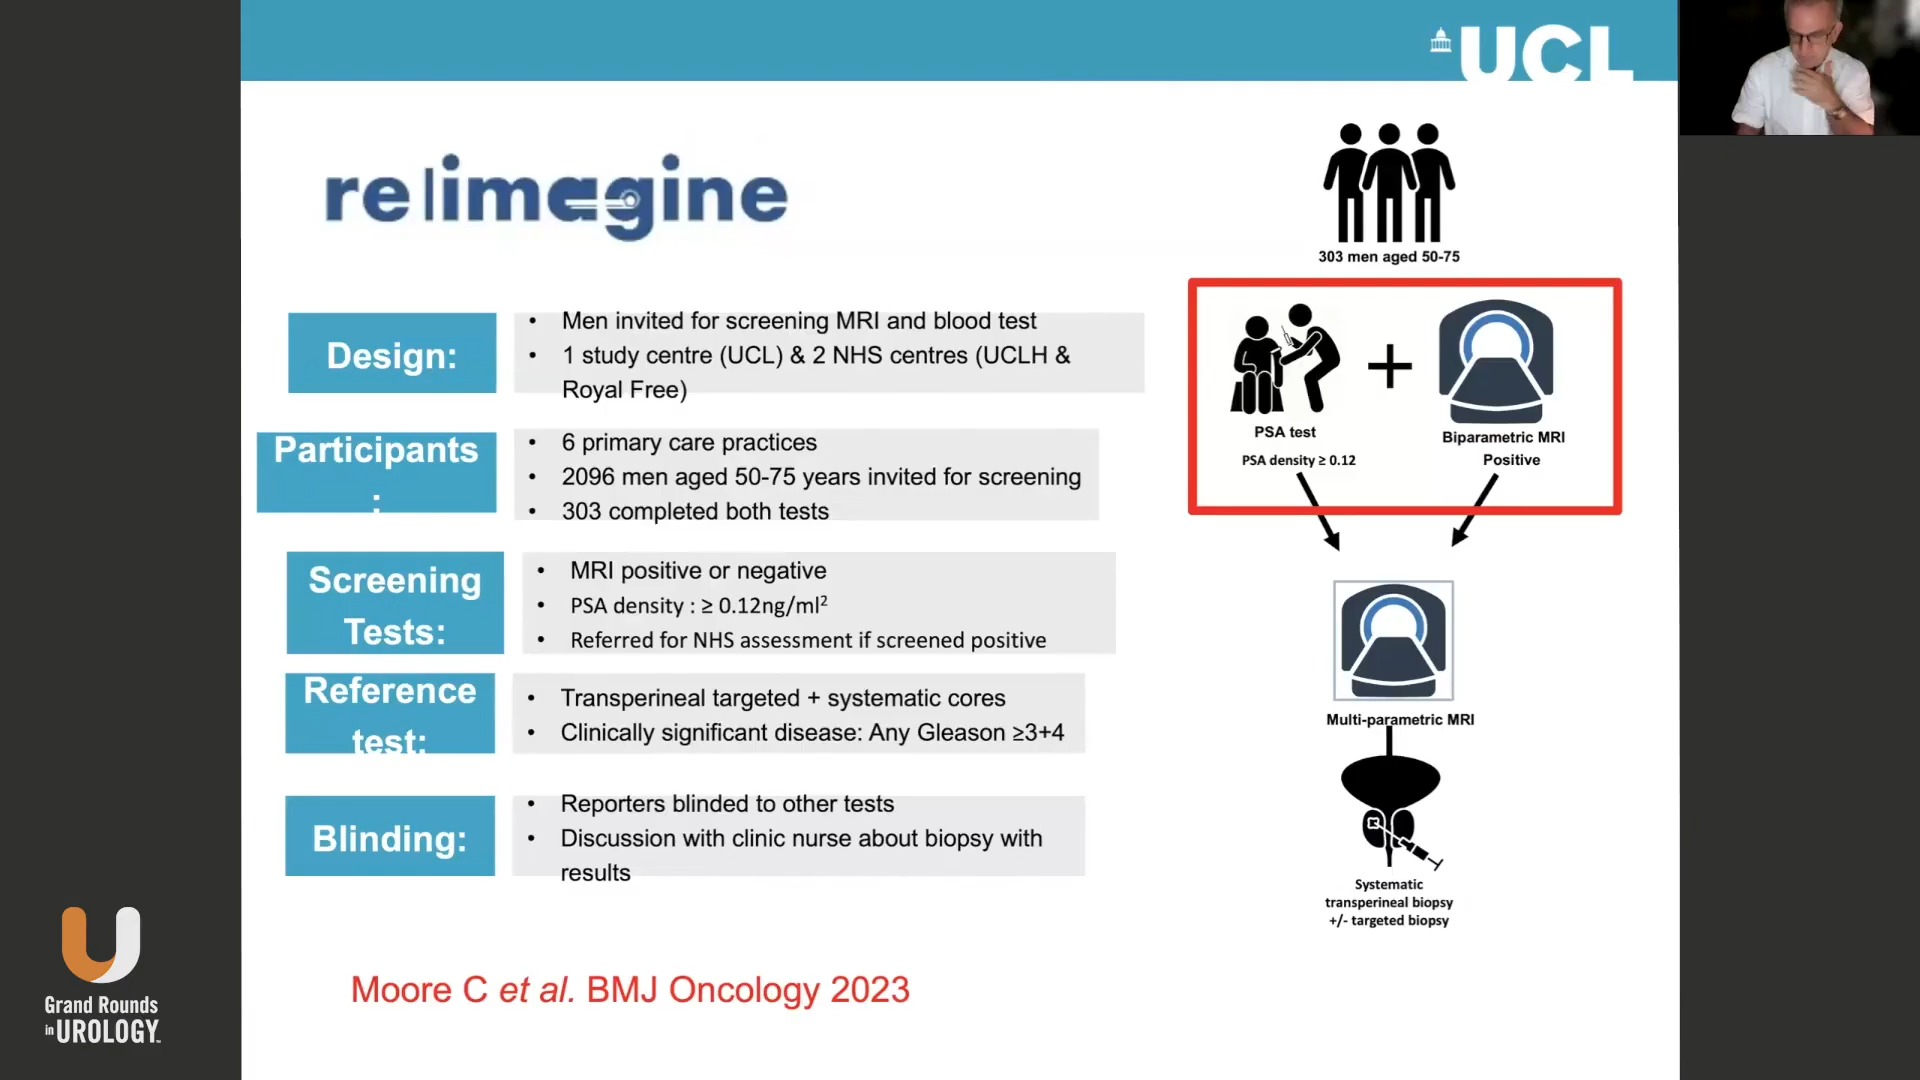 UCL
re|imagine
303 men aged 50-75
Design:
• Men invited for screening MRI and blood test
• 1 study centre (UCL) & 2 NHS centres (UCLH &
Royal Free)
Participants
:
• 6 primary care practices
• 2096 men aged 50-75 years invited for screening
• 303 completed both tests
Screening
Tests:
• MRI positive or negative
• PSA density : ≥ 0.12ng/ml²
• Referred for NHS assessment if screened positive
Reference
test:
• Transperineal targeted + systematic cores
• Clinically significant disease: Any Gleason ≥3+4
Blinding:
• Reporters blinded to other tests
• Discussion with clinic nurse about biopsy with
results
PSA test
PSA density ≥ 0.12
+
Biparametric MRI
Positive
Multi-parametric MRI
Systematic
transperineal biopsy
+/- targeted biopsy
Moore C et al. BMJ Oncology 2023
Grand Rounds
in UROLOGY™